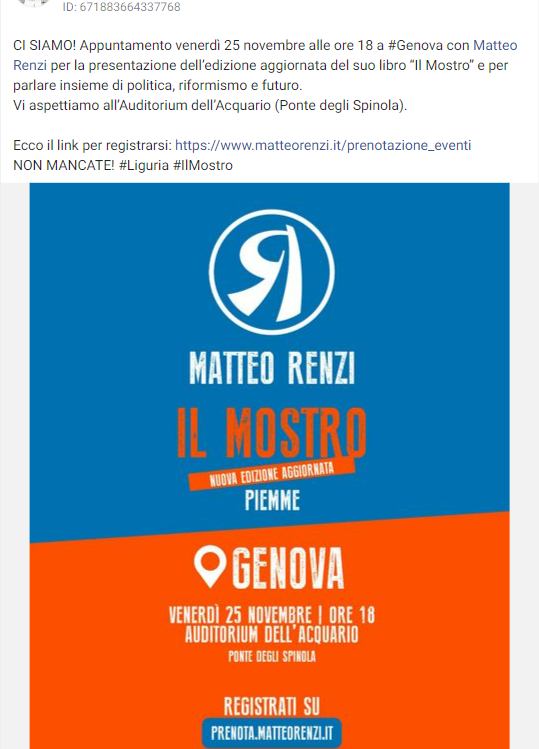 ID: 671883664337768
CI SIAMO! Appuntamento venerdì 25 novembre alle ore 18 a #Genova con Matteo
Renzi per la presentazione dell’edizione aggiornata del suo libro “Il Mostro” e per
parlare insieme di politica, riformismo e futuro.
Vi aspettiamo all’Auditorium dell’Acquario (Ponte degli Spinola).
Ecco il link per registrarsi: https://www.matteorenzi.it/prenotazione_eventi
NON MANCATE! #Liguria #IlMostro
MATTEO RENZI
IL MOSTRO
NUOVA EDIZIONE AGGIORNATA
PIEMME
GENOVA
VENERDÌ 25 NOVEMBRE | ORE 18
AUDITORIUM DELL'ACQUARIO
PONTE DEGLI SPINOLA
REGISTRATI SU
PRENOTA.MATTEORENZI.IT